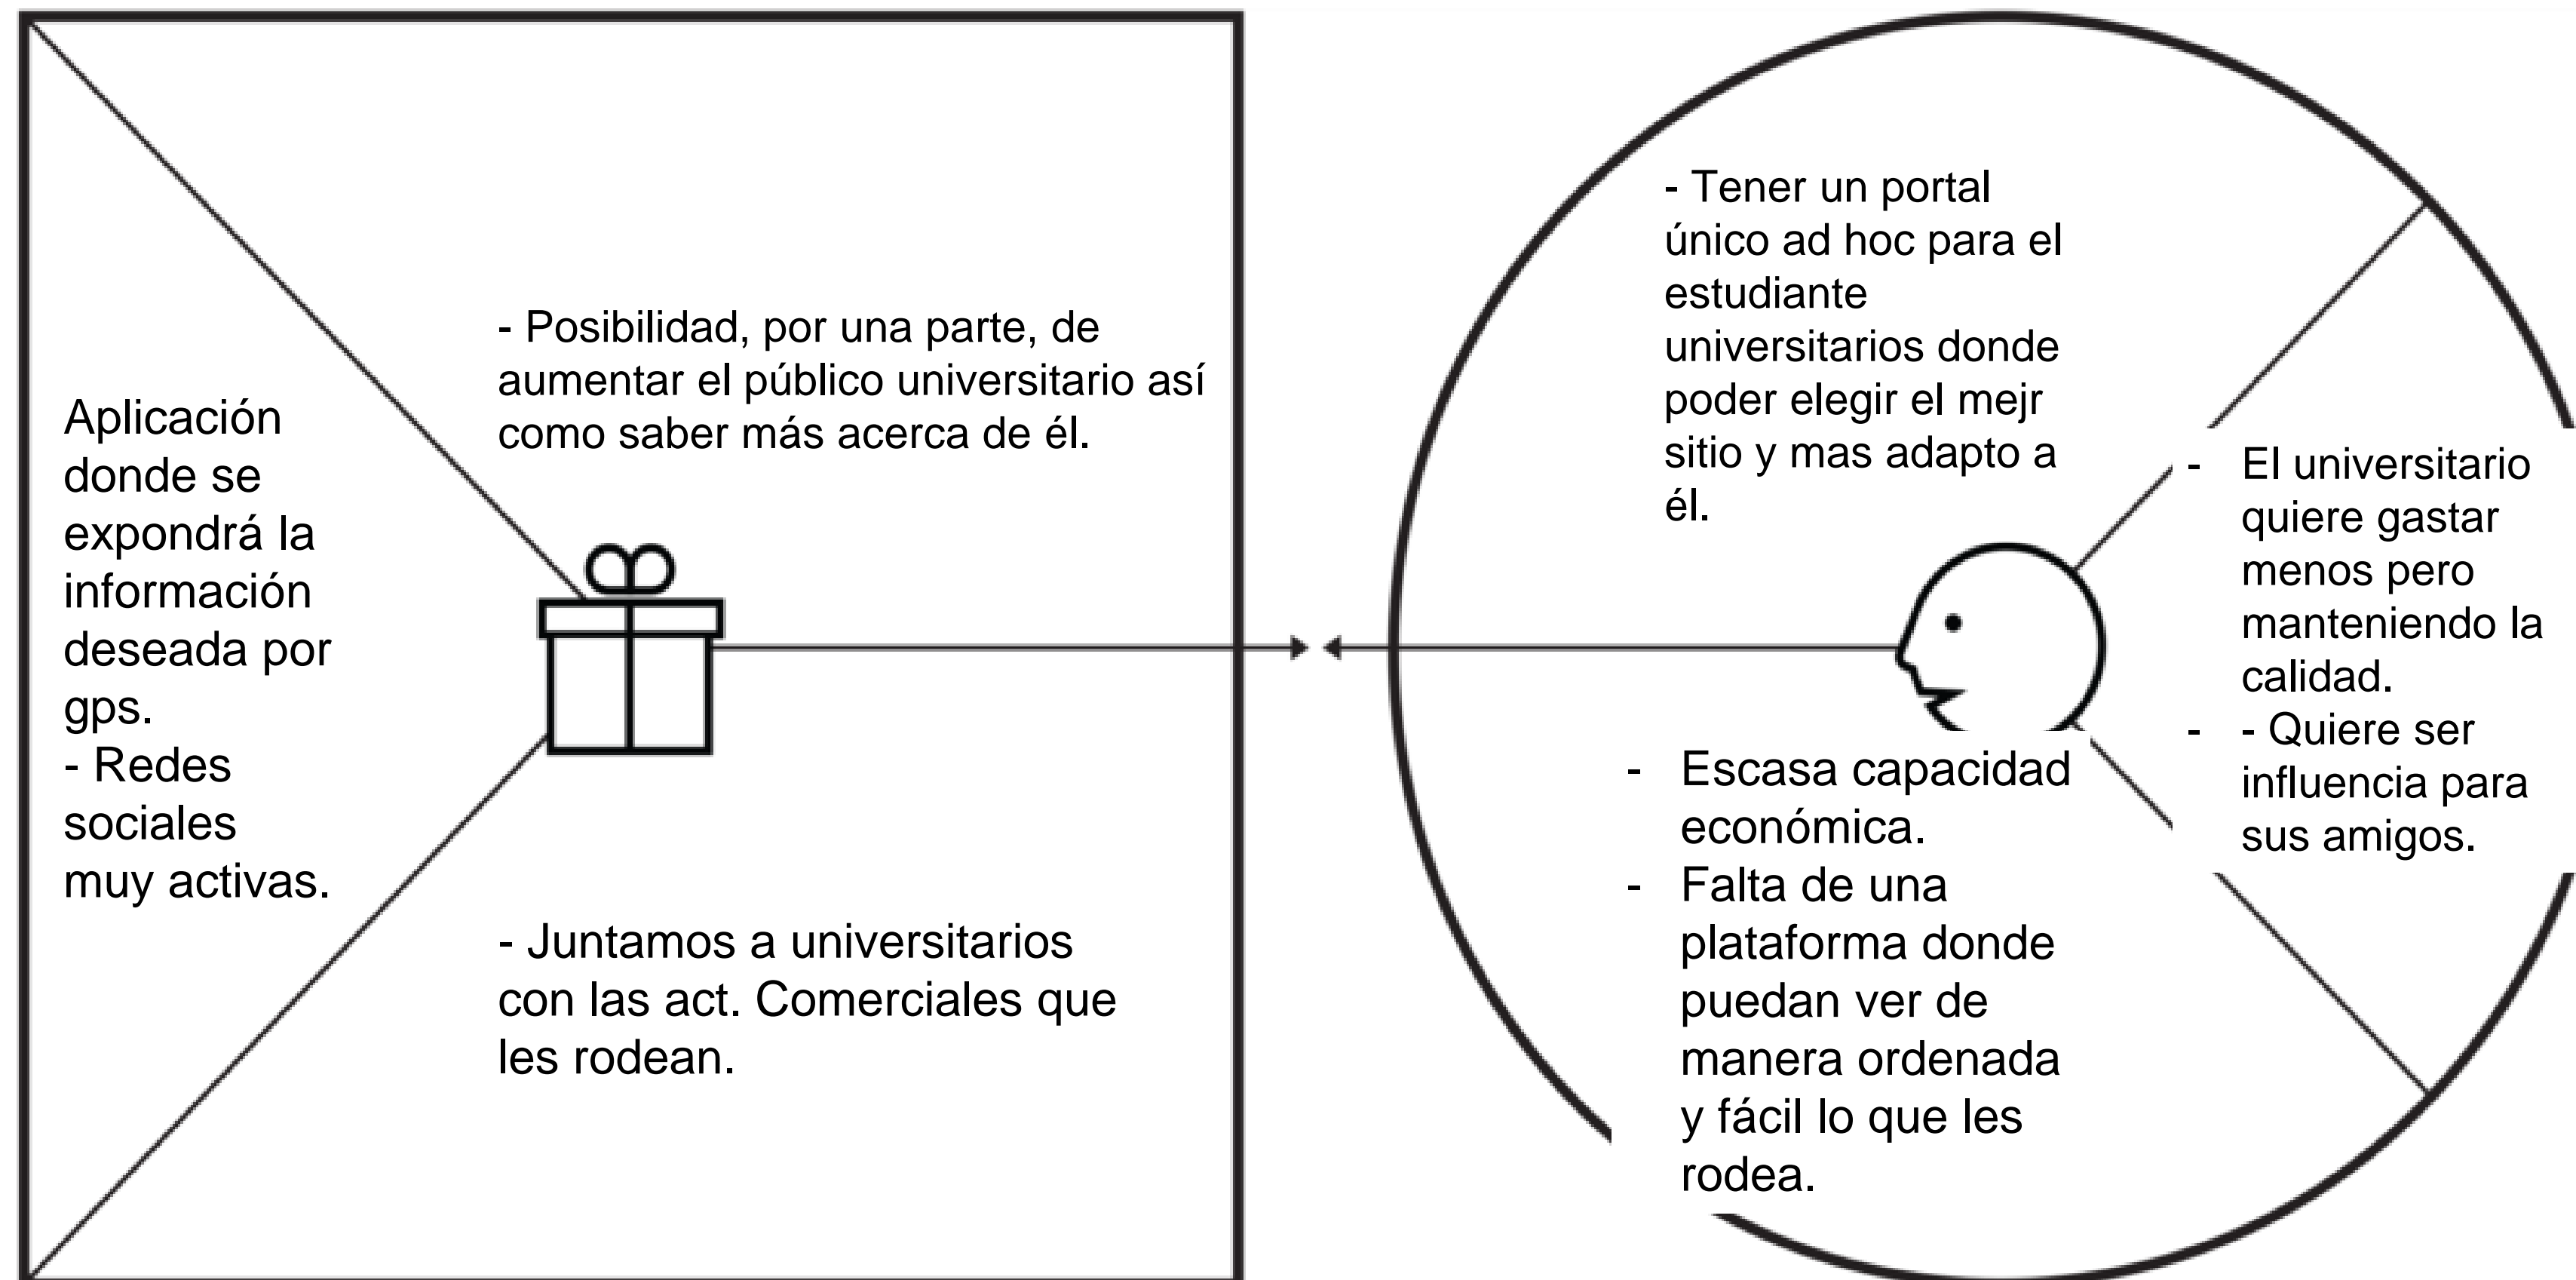 Aplicación
donde se
expondrá la
información
deseada por
gps.
- Redes
sociales
muy activas.
- Posibilidad, por una parte, de
aumentar el público universitario así
como saber más acerca de él.
- Juntamos a universitarios
con las act. Comerciales que
les rodean.
- Tener un portal
único ad hoc para el
estudiante
universitarios donde
poder elegir el mejr
sitio y mas adapto a
él.
- El universitario
quiere gastar
menos pero
manteniendo la
calidad.
- - Quiere ser
influencia para
sus amigos.
- Escasa capacidad
económica.
- Falta de una
plataforma donde
puedan ver de
manera ordenada
y fácil lo que les
rodea.